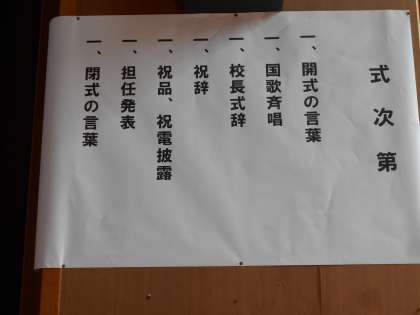 式次第
一、開式の言葉
一、国歌斉唱
一、校長式辞
一、祝辞
一、祝品、祝電披露
一、担任発表
一、閉式の言葉